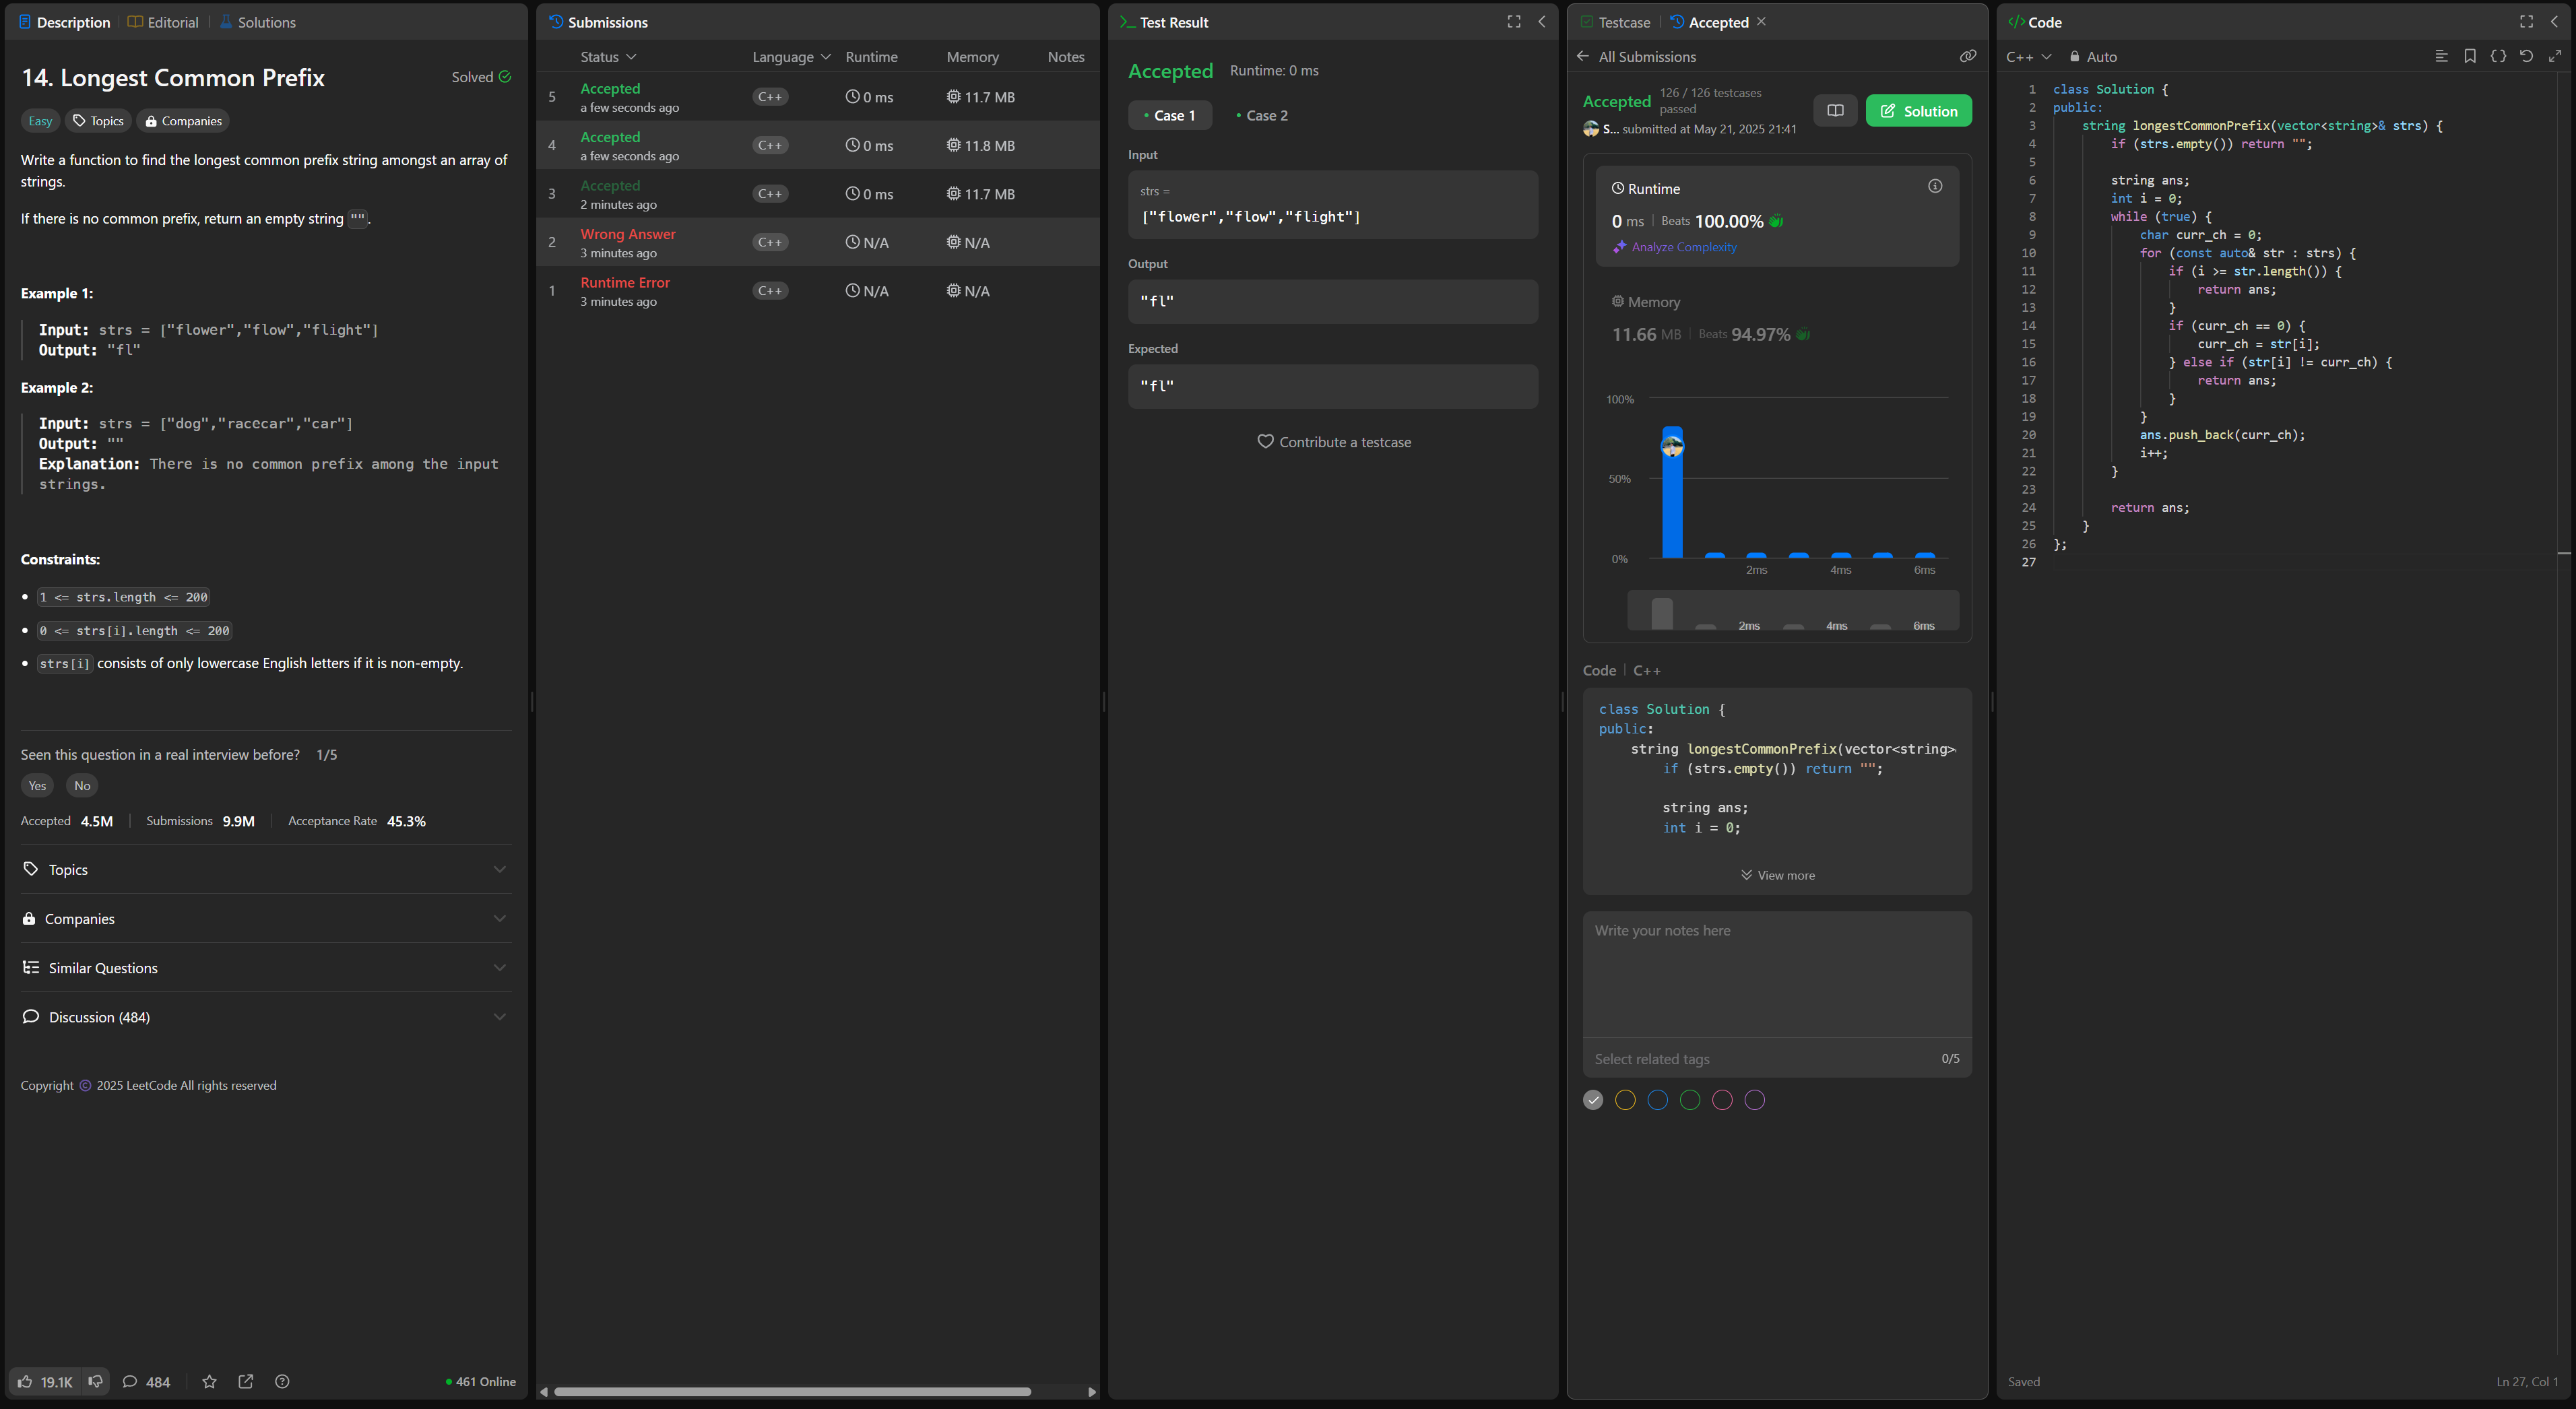 Description
Editorial
Solutions
14. Longest Common Prefix
Solved
Easy
Topics
Companies
Write a function to find the longest common prefix string amongst an array of
strings.
If there is no common prefix, return an empty string "".
Example 1:
Input: strs = ["flower","flow","flight"]
Output: "fl"
Example 2:
Input: strs = ["dog","racecar","car"]
Output: ""
Explanation: There is no common prefix among the input
strings.
Constraints:
• 1 <= strs.length <= 200
• 0 <= strs[i].length <= 200
• strs[i] consists of only lowercase English letters if it is non-empty.
Seen this question in a real interview before? 1/5
Yes No
Accepted 4.5M | Submissions 9.9M | Acceptance Rate 45.3%
Topics
Companies
Similar Questions
Discussion (484)
Copyright © 2025 LeetCode All rights reserved
19.1K 484 461 Online
Submissions
Status Language Runtime Memory Notes
5 Accepted C++ 0 ms 11.7 MB
a few seconds ago
4 Accepted C++ 0 ms 11.8 MB
a few seconds ago
3 Accepted C++ 0 ms 11.7 MB
2 minutes ago
2 Wrong Answer C++ N/A N/A
3 minutes ago
1 Runtime Error C++ N/A N/A
3 minutes ago
Test Result
Accepted Runtime: 0 ms
• Case 1 • Case 2
Input
strs =
["flower","flow","flight"]
Output
"fl"
Expected
"fl"
Contribute a testcase
Testcase | Accepted
All Submissions
Accepted 126 / 126 testcases
passed
S... submitted at May 21, 2025 21:41
Solution
Runtime
0 ms | Beats 100.00%
Analyze Complexity
Memory
11.66 MB | Beats 94.97%
100%
50%
0%
2ms 4ms 6ms
2ms 4ms 6ms
Code | C++
class Solution {
public:
    string longestCommonPrefix(vector<string>
        if (strs.empty()) return "";
        string ans;
        int i = 0;
View more
Write your notes here
Select related tags 0/5
Code
C++ Auto
1 class Solution {
2 public:
3     string longestCommonPrefix(vector<string>& strs) {
4         if (strs.empty()) return "";
5
6         string ans;
7         int i = 0;
8         while (true) {
9             char curr_ch = 0;
10             for (const auto& str : strs) {
11                 if (i >= str.length()) {
12                     return ans;
13                 }
14                 if (curr_ch == 0) {
15                     curr_ch = str[i];
16                 } else if (str[i] != curr_ch) {
17                     return ans;
18                 }
19             }
20             ans.push_back(curr_ch);
21             i++;
22         }
23
24         return ans;
25     }
26 };
27
Saved Ln 27, Col 1